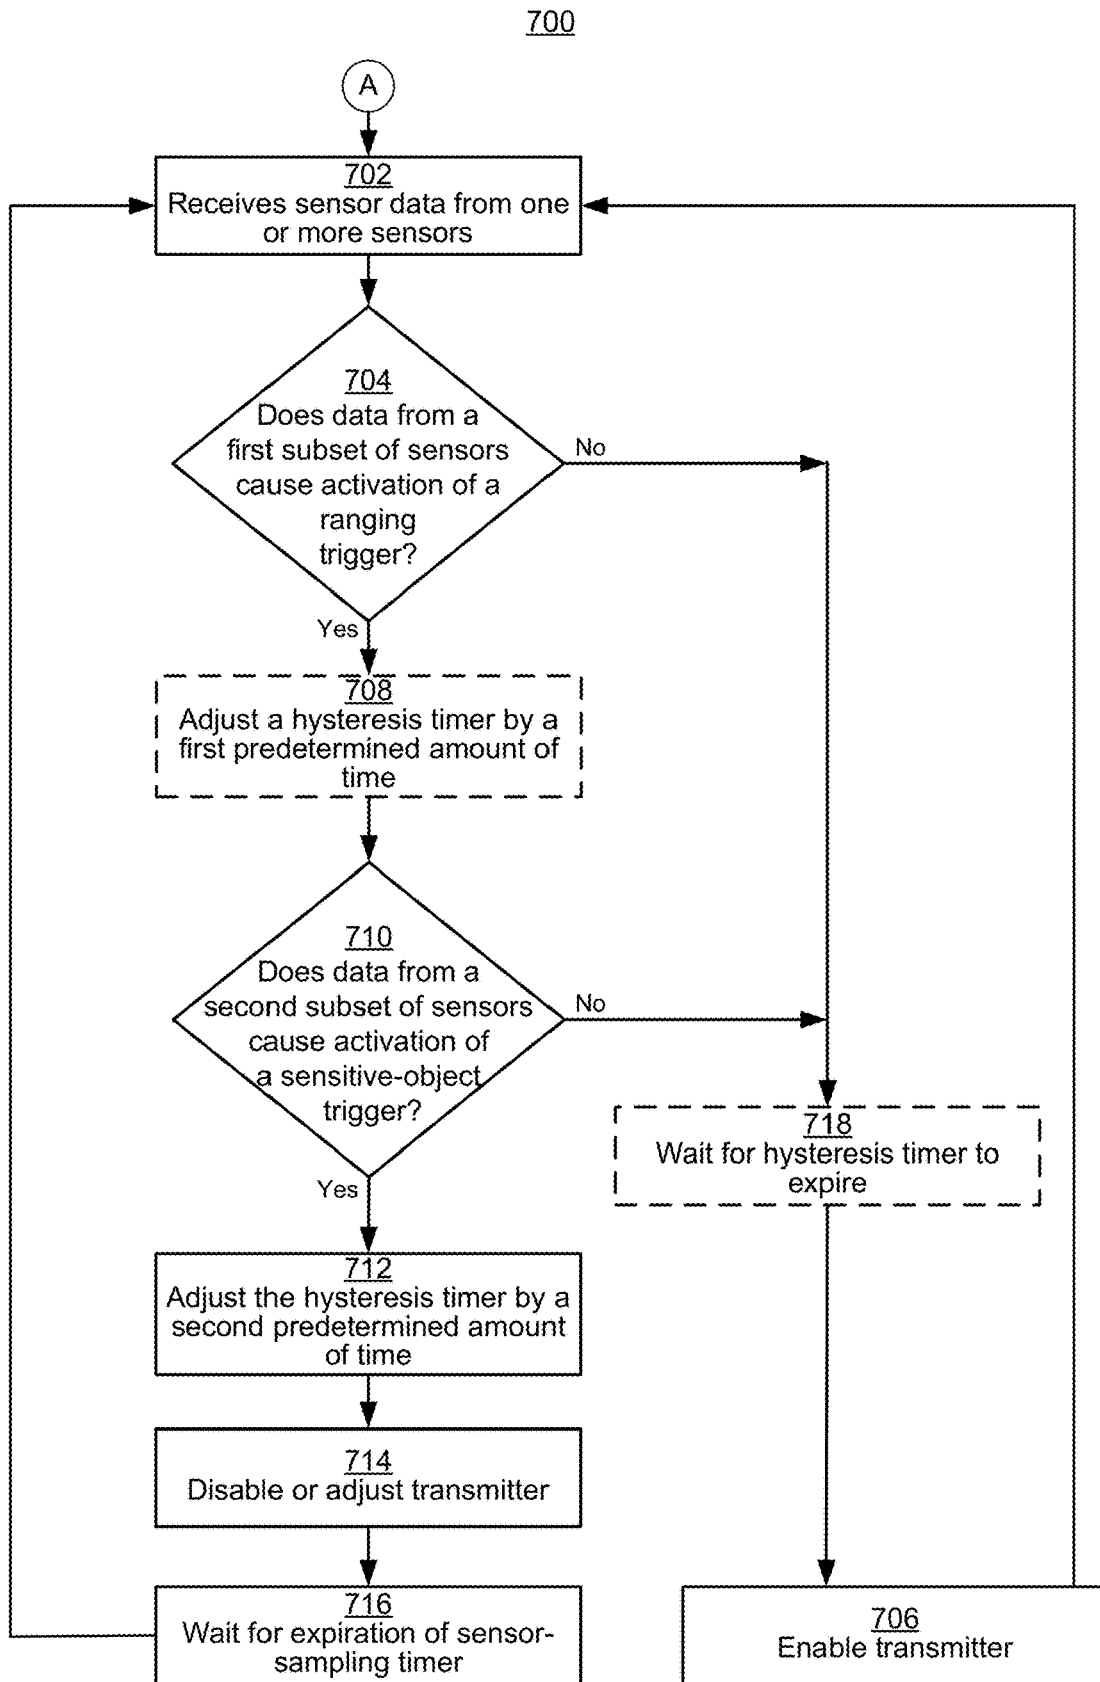 700
A
702
Receives sensor data from one
or more sensors
704
Does data from a
first subset of sensors
cause activation of a
ranging
trigger?
No
Yes
708
Adjust a hysteresis timer by a
first predetermined amount of
time
710
Does data from a
second subset of sensors
cause activation of
a sensitive-object
trigger?
No
Yes
718
Wait for hysteresis timer to
expire
712
Adjust the hysteresis timer by a
second predetermined amount
of time
714
Disable or adjust transmitter
716
Wait for expiration of sensor-
sampling timer
706
Enable transmitter